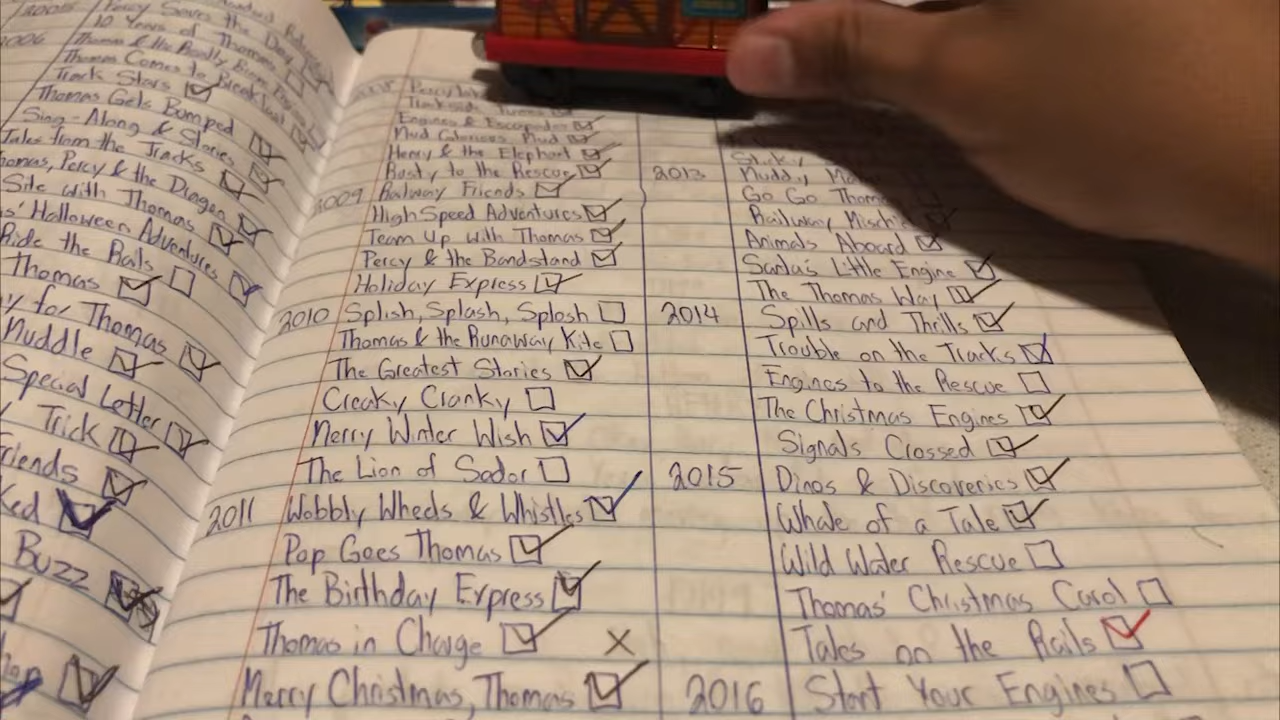 2005
Percy Saves the Day
10 Years of Thomas
2006
Thomas & the Really Brave Engines
Thomas Comes to Breakfast
Track Stars
Thomas Gets Bumped
Sing-Along & Stories
Tales from the Tracks
Thomas, Percy & the Dragon
Site with Thomas
Halloween Adventures
Ride the Rails
Thomas
for Thomas
Muddle
Special Letter
Trick
Friends
Buzz
Engines & Escapades
Mud Glorious Mud
Henry & the Elephant
Rusty to the Rescue
2009 Railway Friends
High Speed Adventures
Team Up with Thomas
Percy & the Bandstand
Holiday Express
2010 Splish, Splash, Splosh
Thomas & the Runaway Kite
The Greatest Stories
Creaky Cranky
Merry Winter Wish
The Lion of Sodor
2011 Wobbly Wheels & Whistles
Pop Goes Thomas
The Birthday Express
Thomas in Charge X
Merry Christmas, Thomas
Sticky
2013 Muddy
Go Go Thomas
Railway Mischief
Animals Aboard
Sodor's Little Engine
The Thomas Way
2014 Spills and Thrills
Trouble on the Tracks
Engines to the Rescue
The Christmas Engines
Signals Crossed
2015 Dinos & Discoveries
Whale of a Tale
Wild Water Rescue
Thomas' Christmas Carol
Tales on the Rails
2016 Start Your Engines